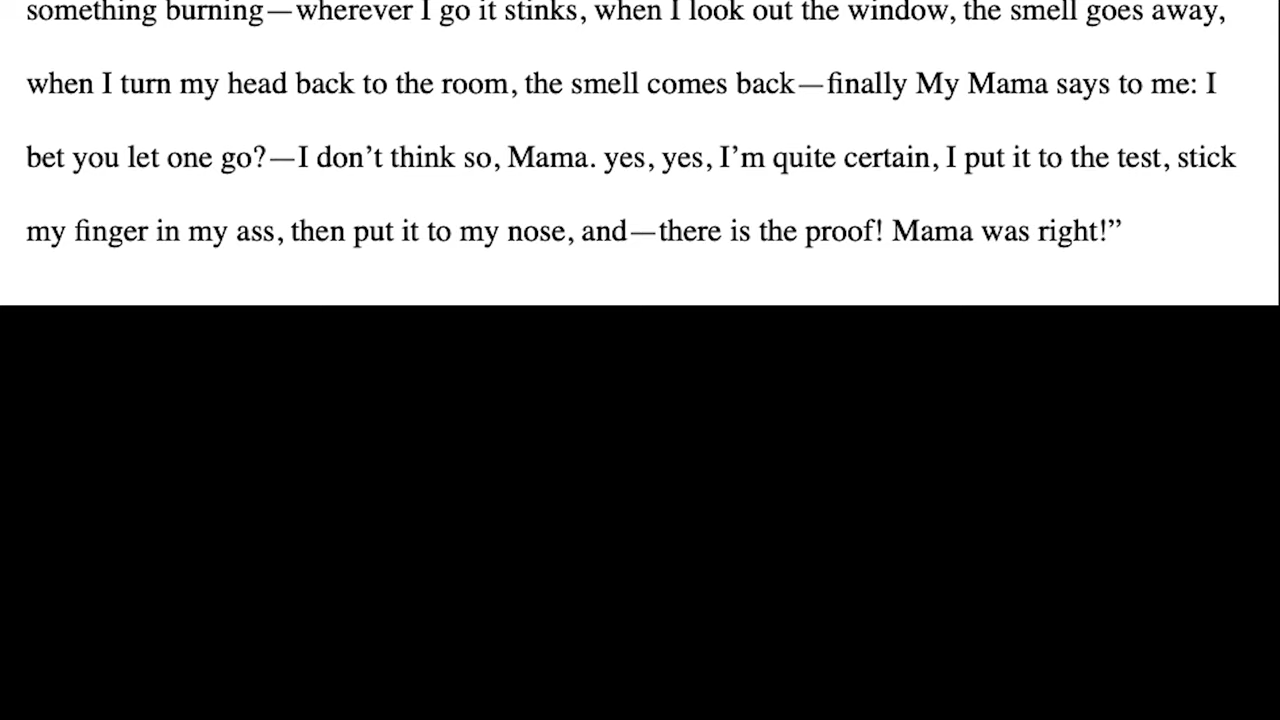 something burning—wherever I go it stinks, when I look out the window, the smell goes away,
when I turn my head back to the room, the smell comes back—finally My Mama says to me: I
bet you let one go?—I don’t think so, Mama. yes, yes, I’m quite certain, I put it to the test, stick
my finger in my ass, then put it to my nose, and—there is the proof! Mama was right!”